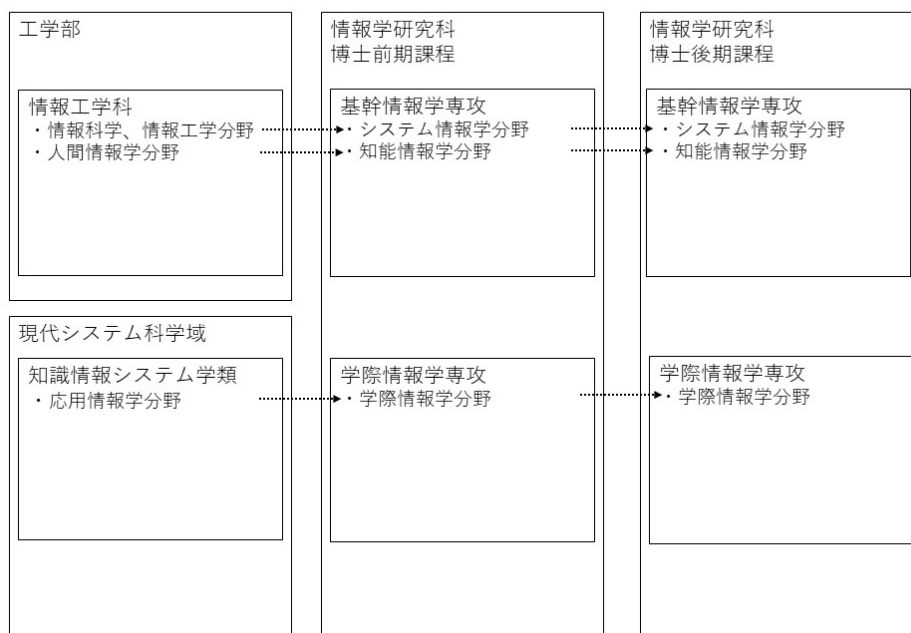 工学部
情報工学科
・情報科学、情報工学分野
・人間情報学分野
現代システム科学域
知識情報システム学類
・応用情報学分野
情報学研究科
博士前期課程
基幹情報学専攻
・システム情報学分野
・知能情報学分野
学際情報学専攻
・学際情報学分野
情報学研究科
博士後期課程
基幹情報学専攻
・システム情報学分野
・知能情報学分野
学際情報学専攻
・学際情報学分野